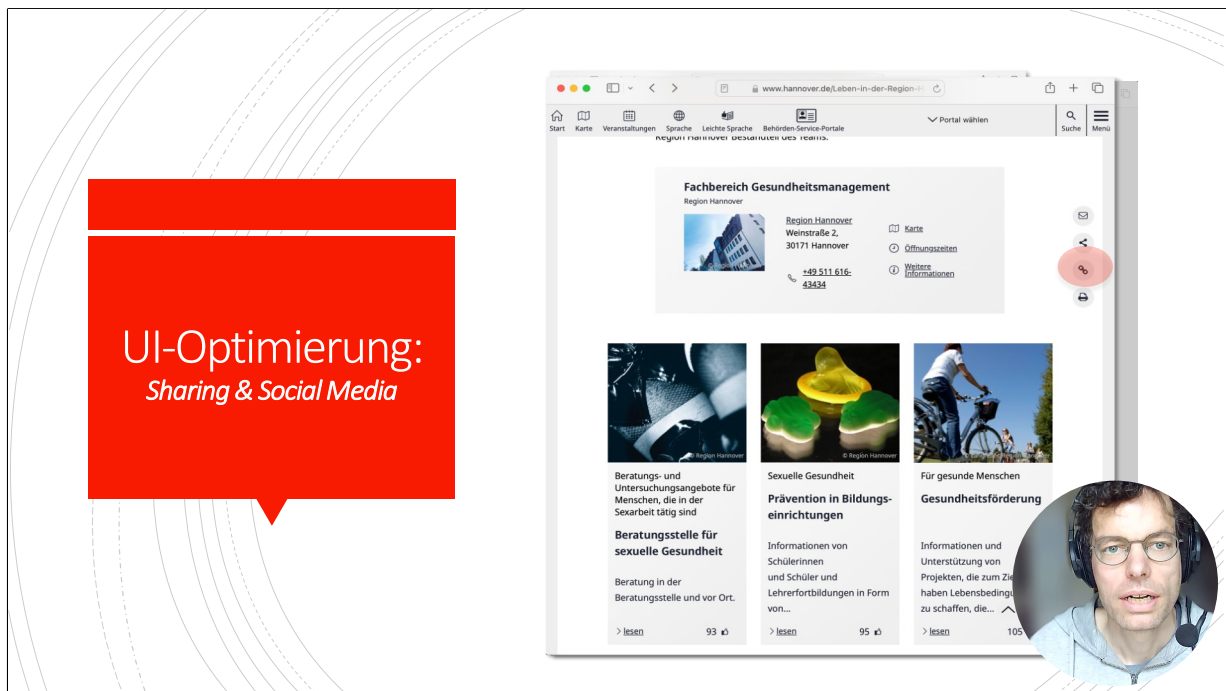 UI-Optimierung:
Sharing & Social Media
www.hannover.de/Leben-in-der-Region-H
Start
Karte
Veranstaltungen
Sprache
Leichte Sprache
Behörden-Service-Portale
Portal wählen
Suche
Menü
Region Hannover Bestandteil des Teams.
Fachbereich Gesundheitsmanagement
Region Hannover
© Region
Region Hannover
Weinstraße 2,
30171 Hannover
+49 511 616-
43434
Karte
Öffnungszeiten
Weitere
Informationen
© Region Hannover
Beratungs- und
Untersuchungsangebote für
Menschen, die in der
Sexarbeit tätig sind
Beratungsstelle für
sexuelle Gesundheit
Beratung in der
Beratungsstelle und vor Ort.
lesen
93
© Region Hannover
Sexuelle Gesundheit
Prävention in Bildungs-
einrichtungen
Informationen von
Schülerinnen
und Schüler und
Lehrerfortbildungen in Form
von...
lesen
95
Für gesunde Menschen
Gesundheitsförderung
Informationen und
Unterstützung von
Projekten, die zum Zie
haben Lebensbedingu
zu schaffen, die...
lesen
105